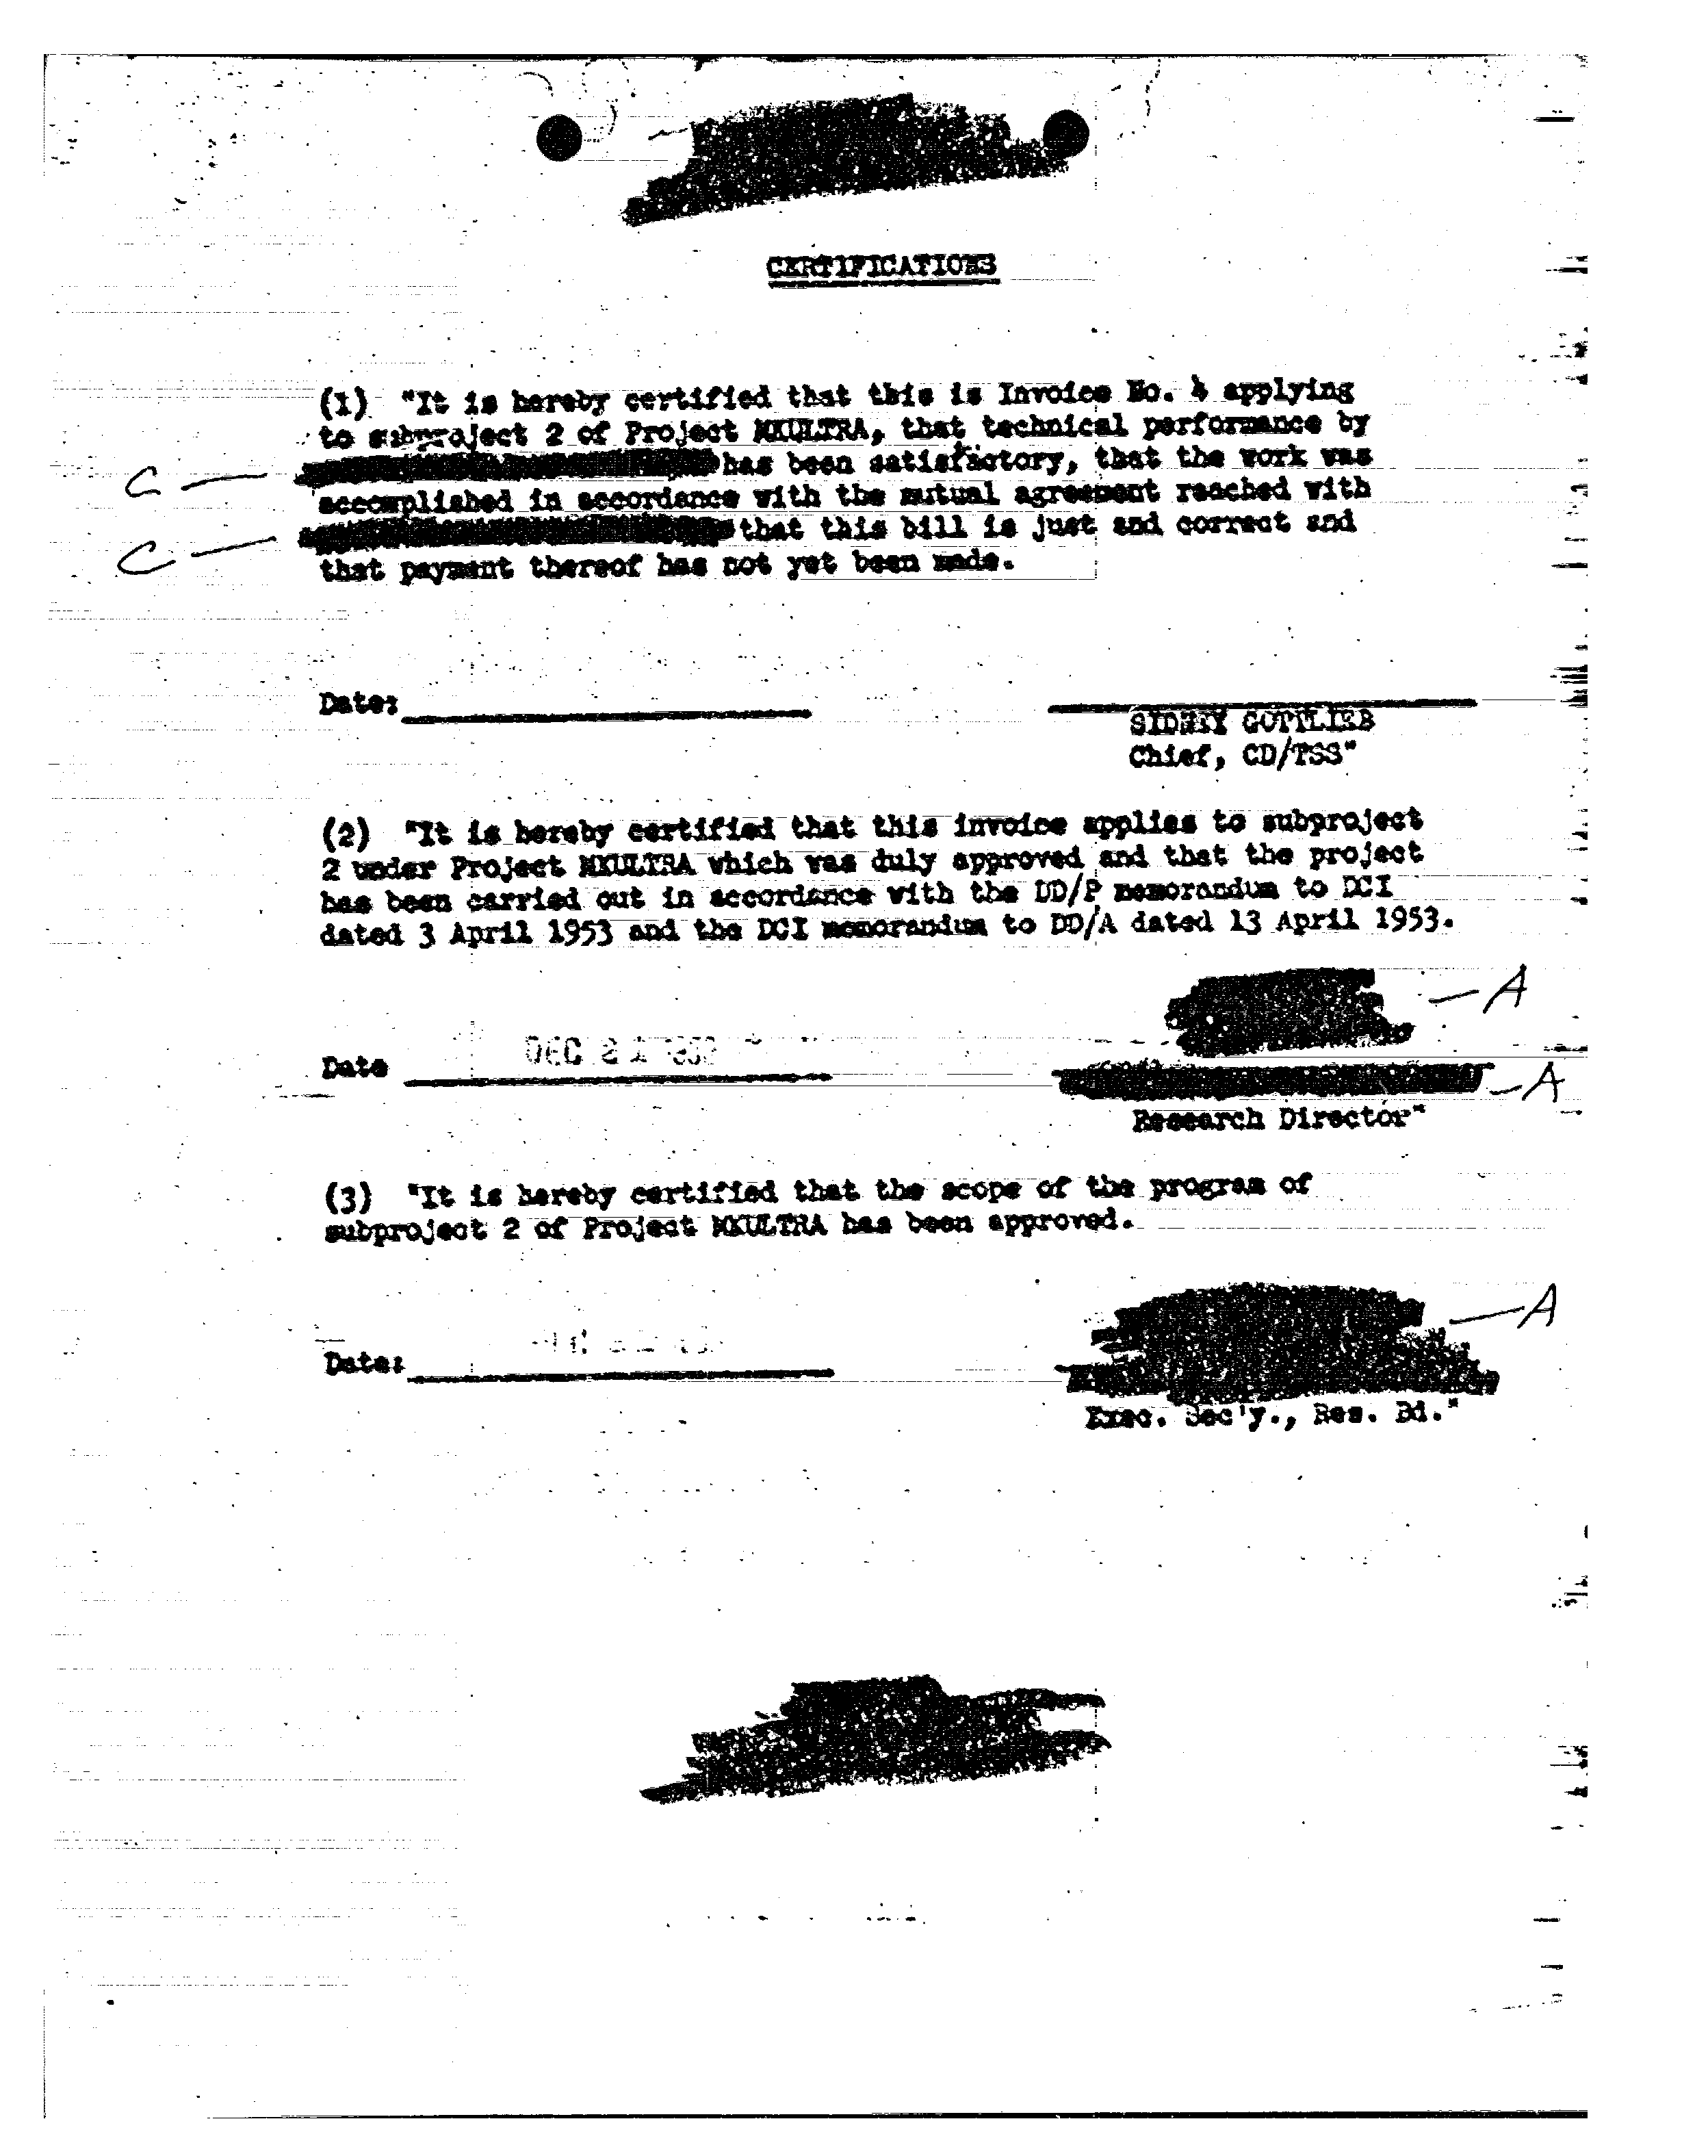 CERTIFICATIONS
(1) "It is hereby certified that this is Invoice No. 4 applying
to subproject 2 of Project MKULTRA, that technical performance by
C — has been satisfactory, that the work was
accomplished in accordance with the mutual agreement reached with
C — that this bill is just and correct and
that payment thereof has not yet been made.
Date:
SIDNEY GOTTLIEB
Chief, CD/TSS"
(2) "It is hereby certified that this invoice applies to subproject
2 under Project MKULTRA which was duly approved and that the project
has been carried out in accordance with the DD/P memorandum to DCI
dated 3 April 1953 and the DCI memorandum to DD/A dated 13 April 1953.
— A
Date DEC
— A
Research Director"
(3) "It is hereby certified that the scope of the program of
subproject 2 of Project MKULTRA has been approved.
— A
Date:
Exec. Sec'y., Res. Bd."